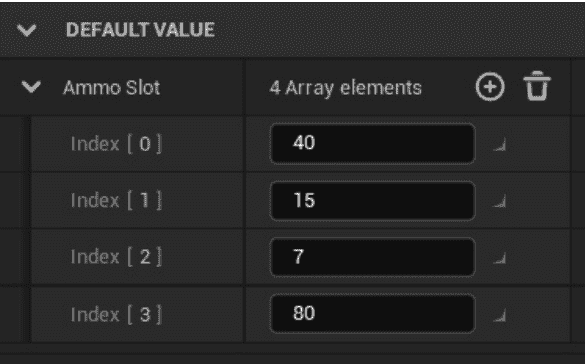 DEFAULT VALUE
Ammo Slot 4 Array elements
Index [ 0 ] 40
Index [ 1 ] 15
Index [ 2 ] 7
Index [ 3 ] 80